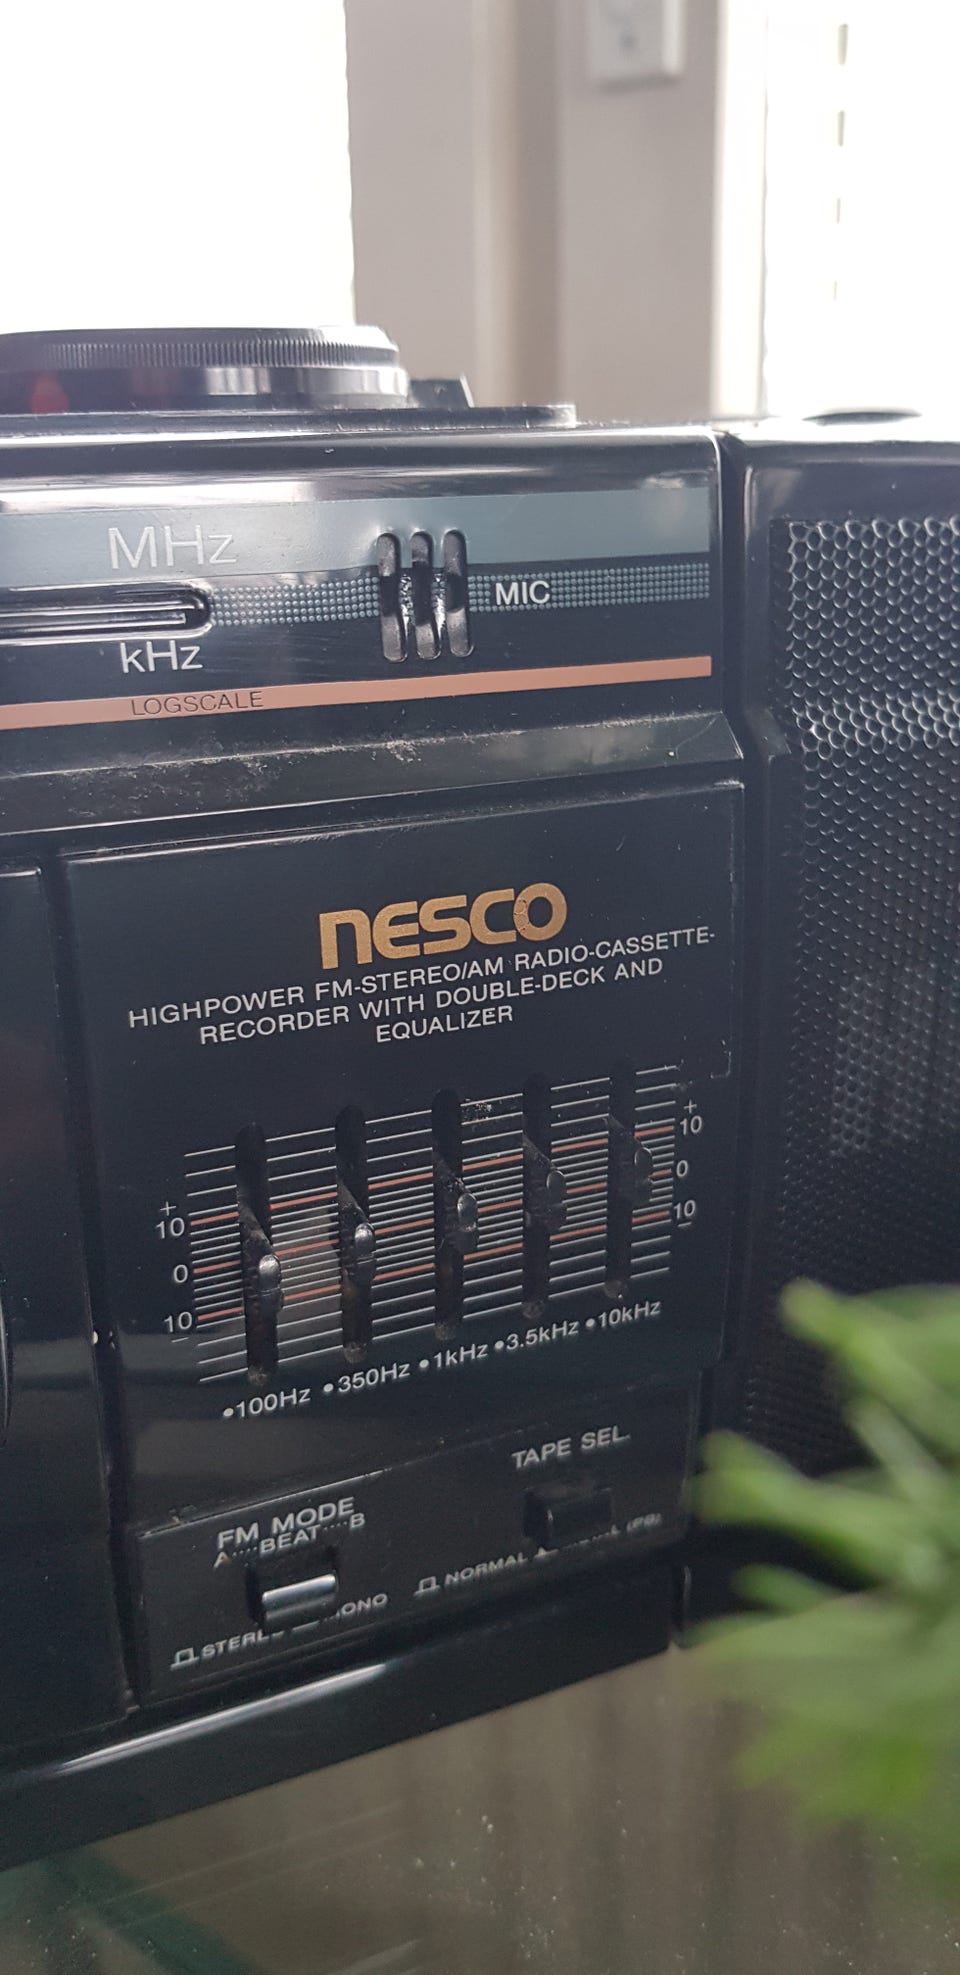 MHz
MIC
kHz
LOGSCALE
NESCO
HIGHPOWER FM-STEREO/AM RADIO-CASSETTE-
RECORDER WITH DOUBLE-DECK AND
EQUALIZER
+
10
0
10
-
+
10
0
10
-
•100Hz •350Hz •1kHz •3.5kHz •10kHz
TAPE SEL.
FM MODE
A····BEAT····B
NORMAL